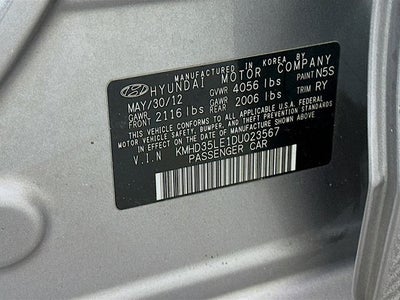 MANUFACTURED IN KOREA BY
HYUNDAI MOTOR COMPANY
MAY/30/12 GVWR 4056 lbs PAINT N5S
GAWR FRONT 2116 lbs GAWR REAR 2006 lbs TRIM RY
THIS VEHICLE CONFORMS TO ALL APPLICABLE U.S.A. FEDERAL
MOTOR VEHICLE SAFETY, BUMPER, AND THEFT PREVENTION
STANDARDS IN EFFECT ON THE DATE OF MANUFACTURE SHOWN ABOVE.
V.I.N KMHD35LE1DU023567
PASSENGER CAR